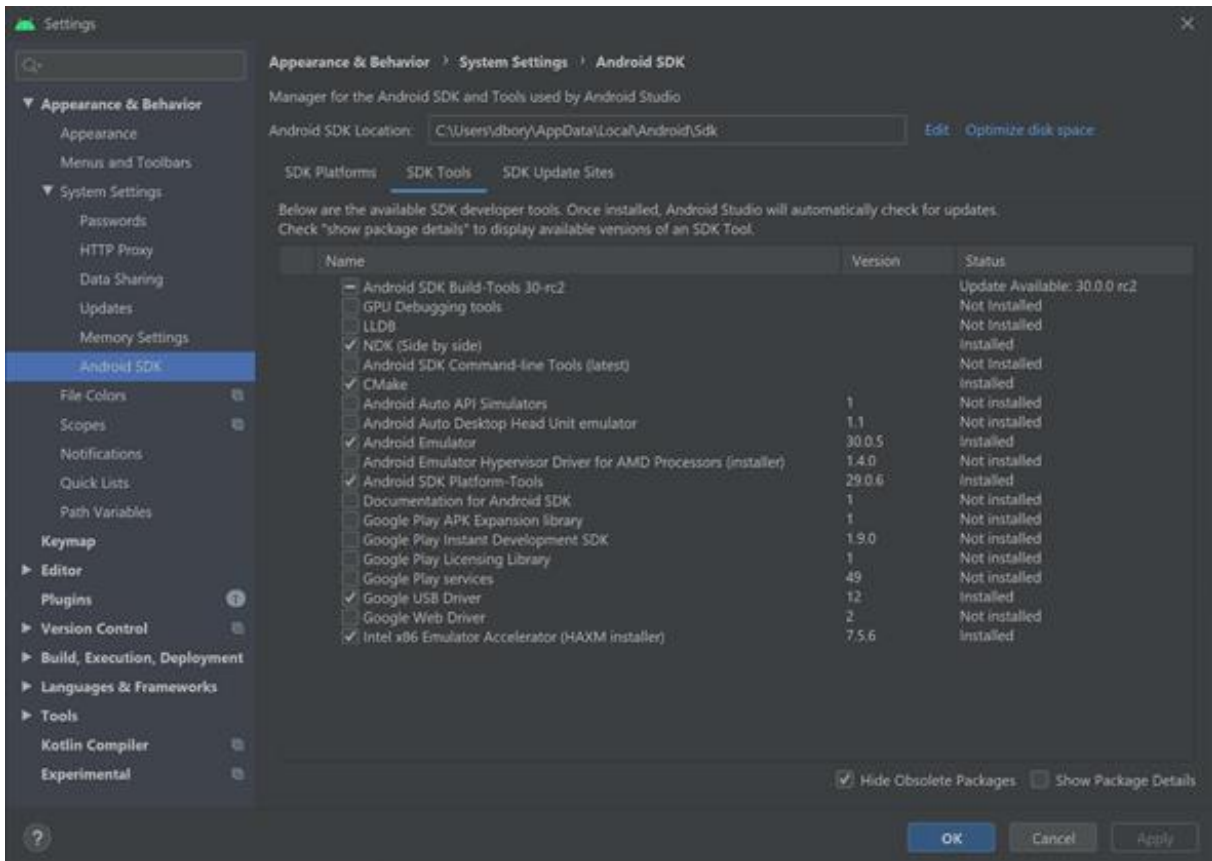 Settings
Appearance & Behavior
Appearance
Menus and Toolbars
System Settings
Passwords
HTTP Proxy
Data Sharing
Updates
Memory Settings
Android SDK
File Colors
Scopes
Notifications
Quick Lists
Path Variables
Keymap
Editor
Plugins 1
Version Control
Build, Execution, Deployment
Languages & Frameworks
Tools
Kotlin Compiler
Experimental
Appearance & Behavior › System Settings › Android SDK
Manager for the Android SDK and Tools used by Android Studio
Android SDK Location: C:\Users\dbory\AppData\Local\Android\Sdk Edit Optimize disk space
SDK Platforms SDK Tools SDK Update Sites
Below are the available SDK developer tools. Once installed, Android Studio will automatically check for updates.
Check "show package details" to display available versions of an SDK Tool.
Name Version Status
Android SDK Build-Tools 30-rc2 Update Available: 30.0.0 rc2
GPU Debugging tools Not Installed
LLDB Not Installed
NDK (Side by side) Installed
Android SDK Command-line Tools (latest) Not Installed
CMake Installed
Android Auto API Simulators 1 Not installed
Android Auto Desktop Head Unit emulator 1.1 Not installed
Android Emulator 30.0.5 Installed
Android Emulator Hypervisor Driver for AMD Processors (installer) 1.4.0 Not installed
Android SDK Platform-Tools 29.0.6 Installed
Documentation for Android SDK 1 Not installed
Google Play APK Expansion library 1 Not installed
Google Play Instant Development SDK 1.9.0 Not installed
Google Play Licensing Library 1 Not installed
Google Play services 49 Not installed
Google USB Driver 12 Installed
Google Web Driver 2 Not installed
Intel x86 Emulator Accelerator (HAXM installer) 7.5.6 Installed
Hide Obsolete Packages Show Package Details
? OK Cancel Apply